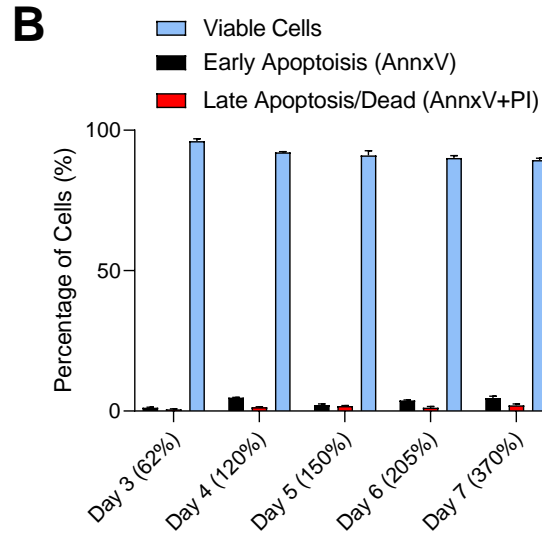 B
Viable Cells
Early Apoptoisis (AnnxV)
Late Apoptosis/Dead (AnnxV+PI)
Percentage of Cells (%)
100
50
0
Day 3 (62%)
Day 4 (120%)
Day 5 (150%)
Day 6 (205%)
Day 7 (370%)